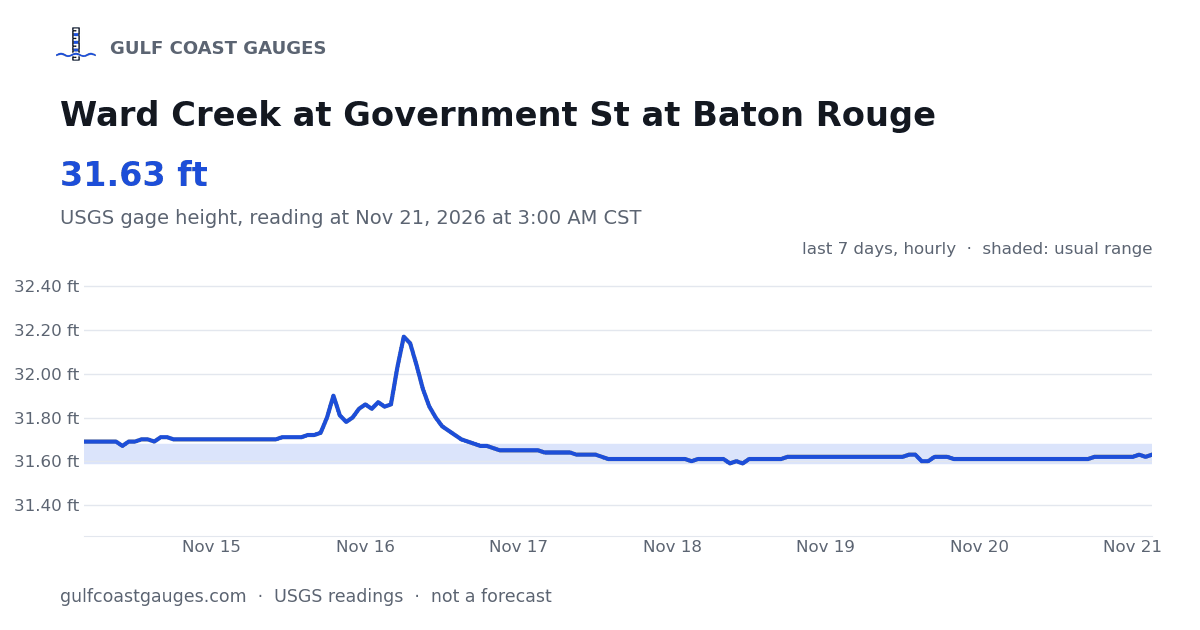 GULF COAST GAUGES
Ward Creek at Government St at Baton Rouge
31.63 ft
USGS gage height, reading at Nov 21, 2026 at 3:00 AM CST
last 7 days, hourly · shaded: usual range
32.40 ft
32.20 ft
32.00 ft
31.80 ft
31.60 ft
31.40 ft
Nov 15 Nov 16 Nov 17 Nov 18 Nov 19 Nov 20 Nov 21
gulfcoastgauges.com · USGS readings · not a forecast